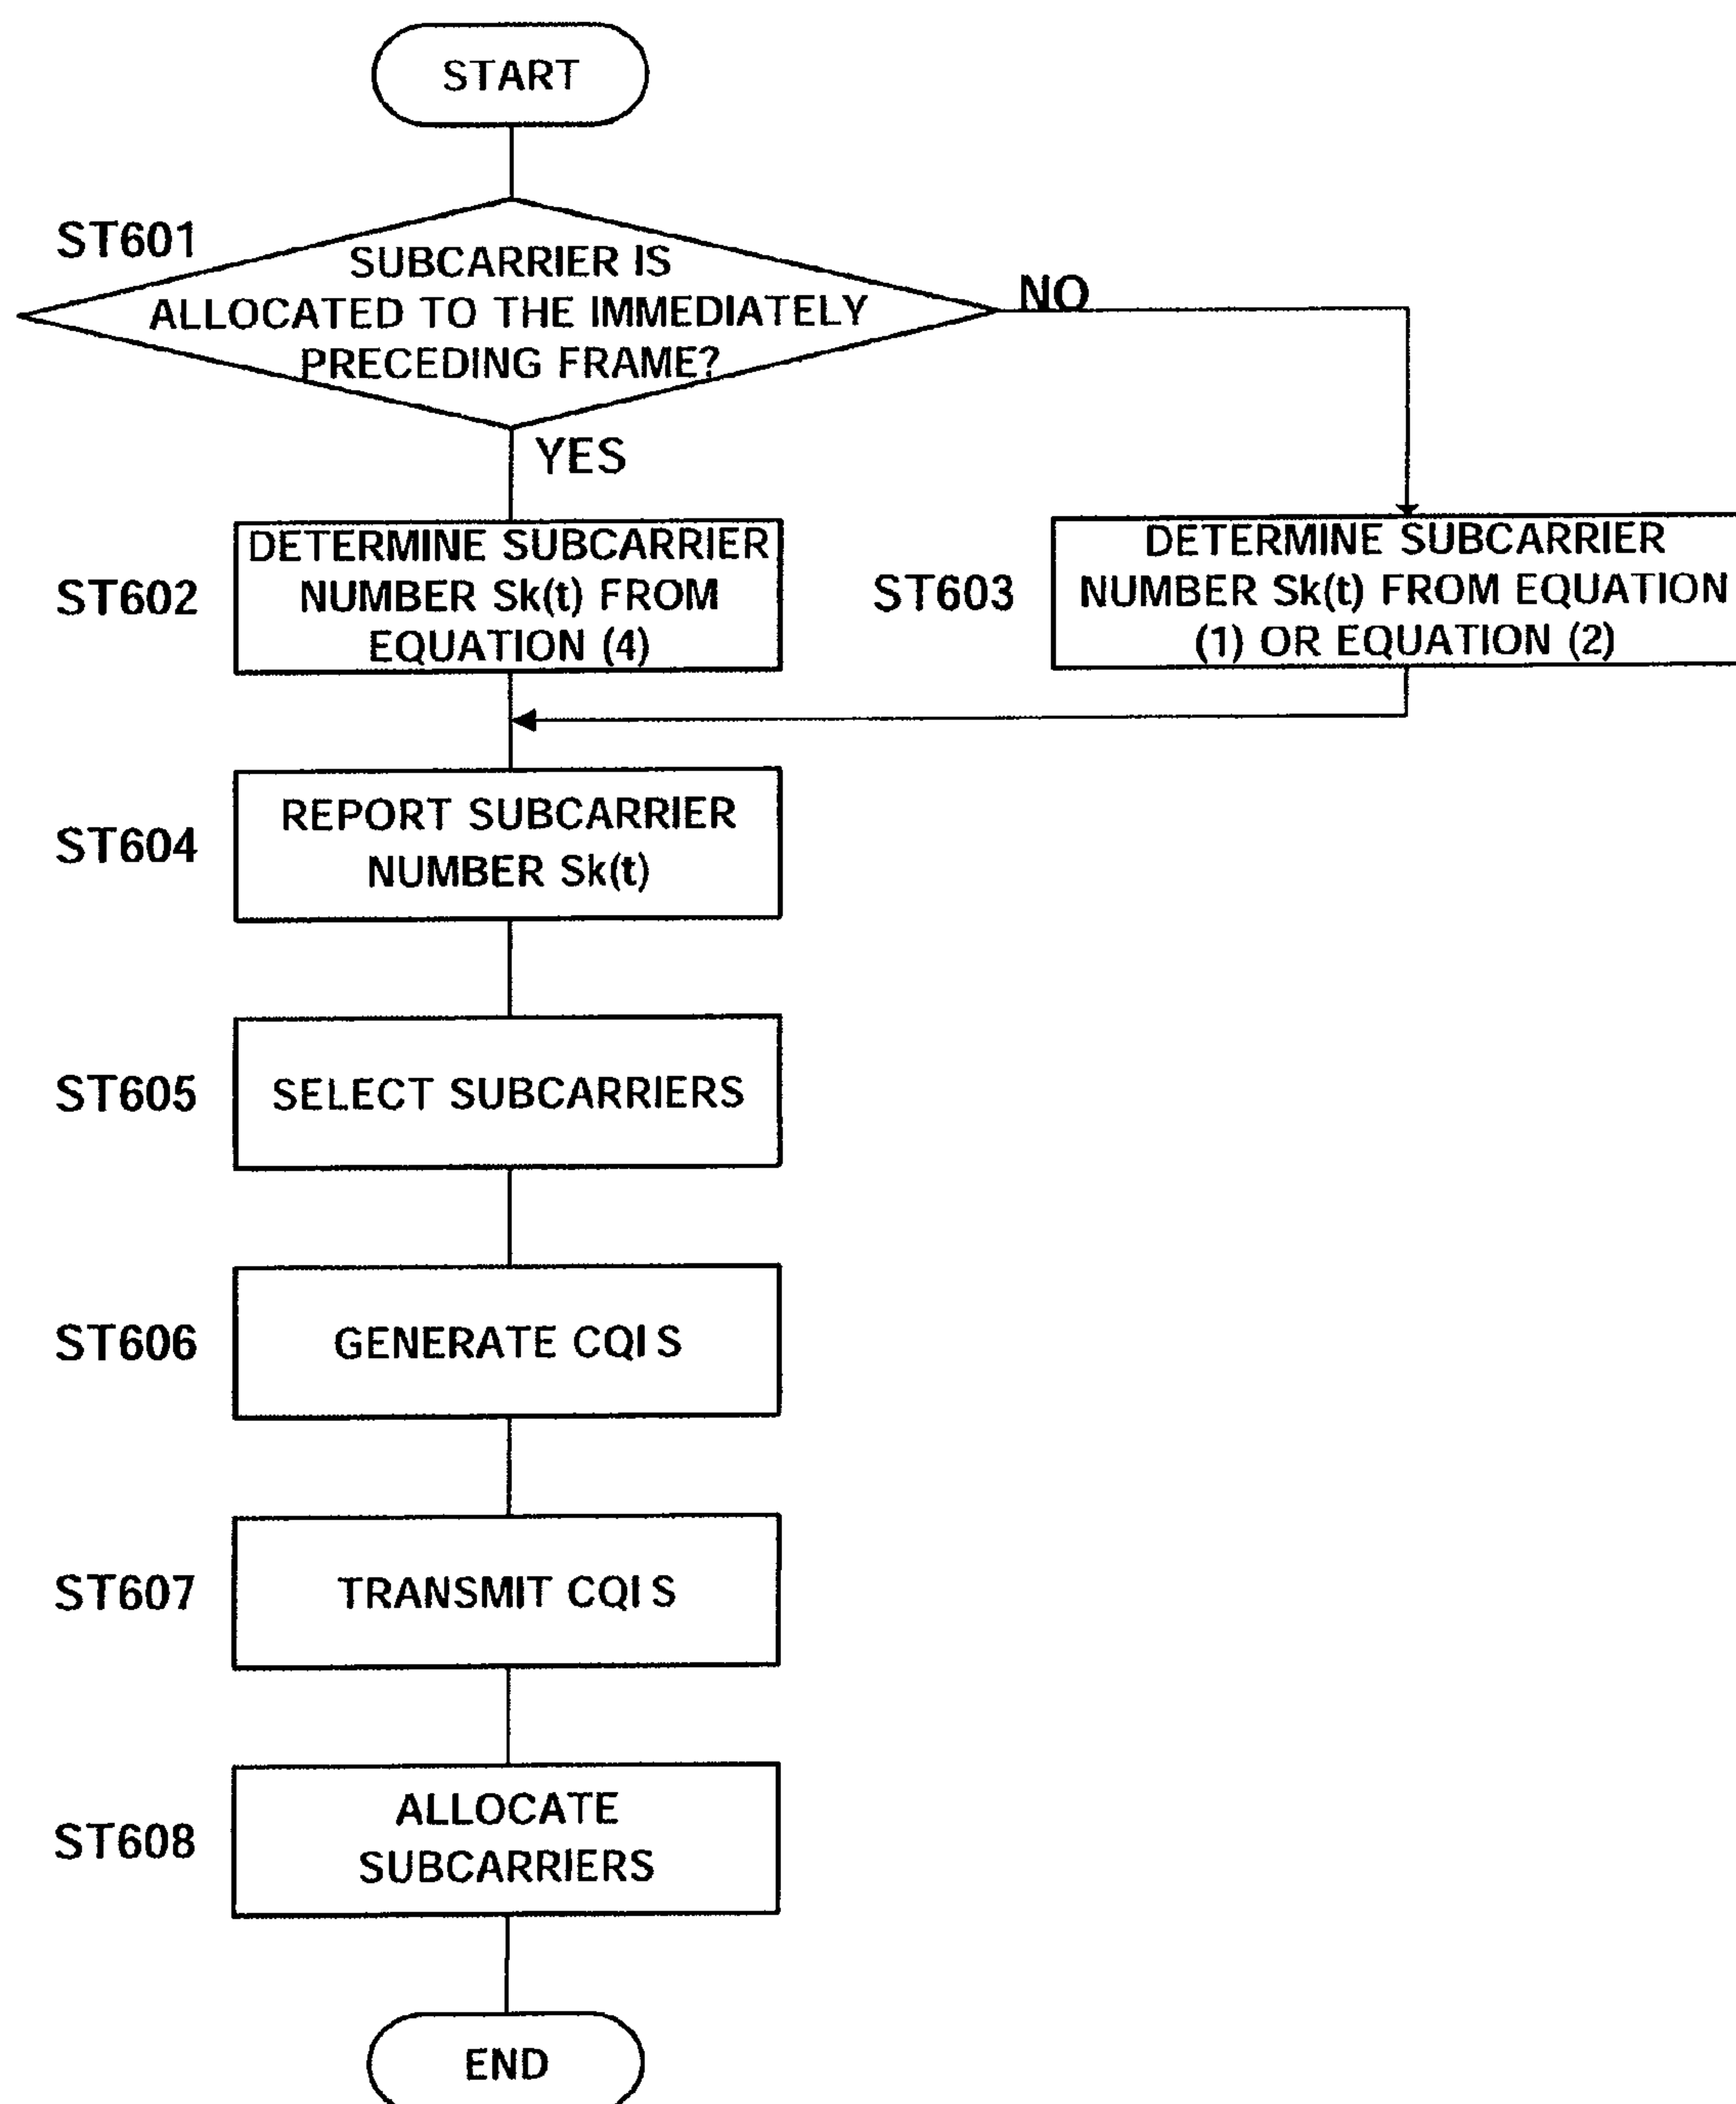 START
ST601
SUBCARRIER IS
ALLOCATED TO THE IMMEDIATELY
PRECEDING FRAME?
NO
YES
ST602
DETERMINE SUBCARRIER
NUMBER Sk(t) FROM
EQUATION (4)
ST603
DETERMINE SUBCARRIER
NUMBER Sk(t) FROM EQUATION
(1) OR EQUATION (2)
ST604
REPORT SUBCARRIER
NUMBER Sk(t)
ST605
SELECT SUBCARRIERS
ST606
GENERATE CQI S
ST607
TRANSMIT CQI S
ST608
ALLOCATE
SUBCARRIERS
END